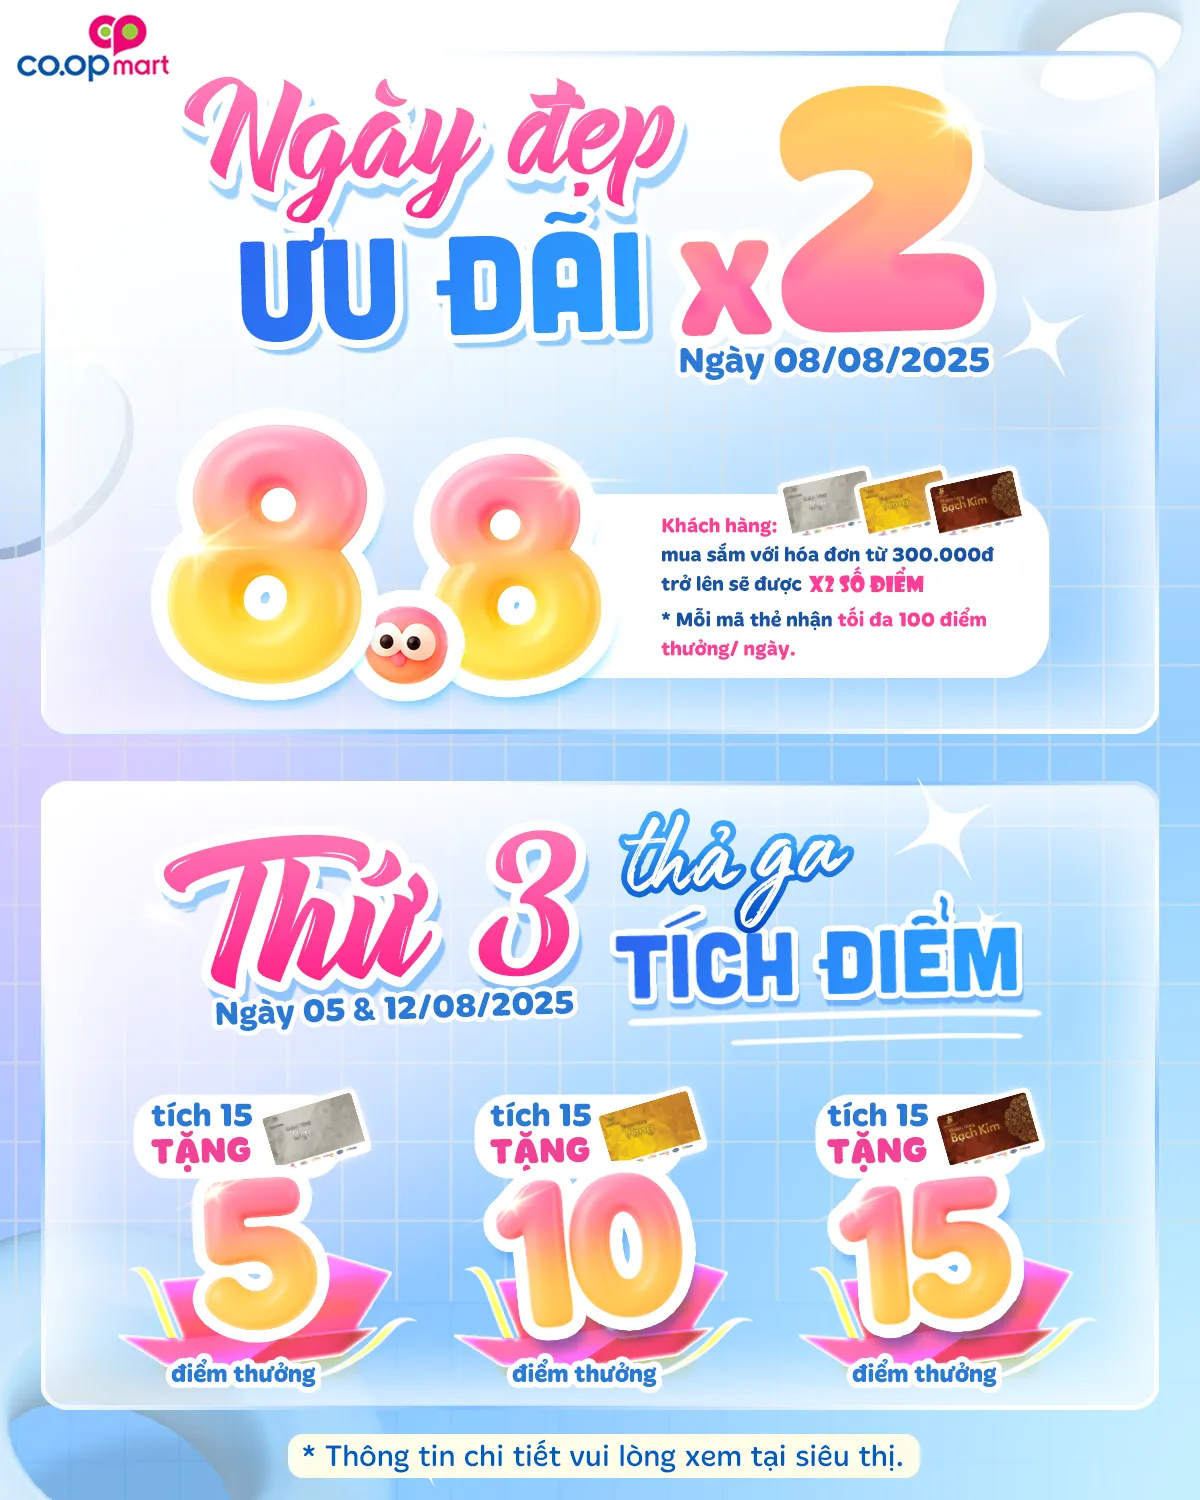 co.opmart
Ngày đẹp
ƯU ĐÃI x2
Ngày 08/08/2025
8.8
Khách hàng:
Bạch Kim
mua sắm với hóa đơn từ 300.000đ
trở lên sẽ được X2 SỐ ĐIỂM
* Mỗi mã thẻ nhận tối đa 100 điểm
thưởng/ ngày.
Thứ 3 thả ga
TÍCH ĐIỂM
Ngày 05 & 12/08/2025
tích 15
TẶNG
5
điểm thưởng
tích 15
TẶNG
10
điểm thưởng
tích 15
TẶNG
Bạch Kim
15
điểm thưởng
* Thông tin chi tiết vui lòng xem tại siêu thị.